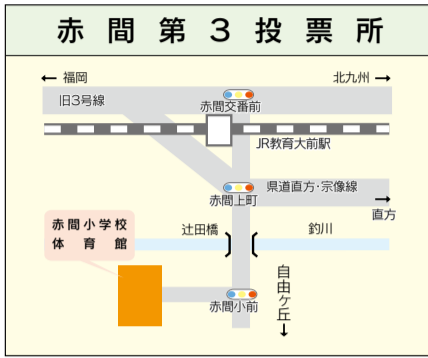 赤間第3投票所
← 福岡
北九州 →
旧3号線
赤間交番前
JR教育大前駅
県道直方・宗像線
→
直方
赤間上町
赤間小学校
体育館
辻田橋
釣川
赤間小前
自由ヶ丘
↓